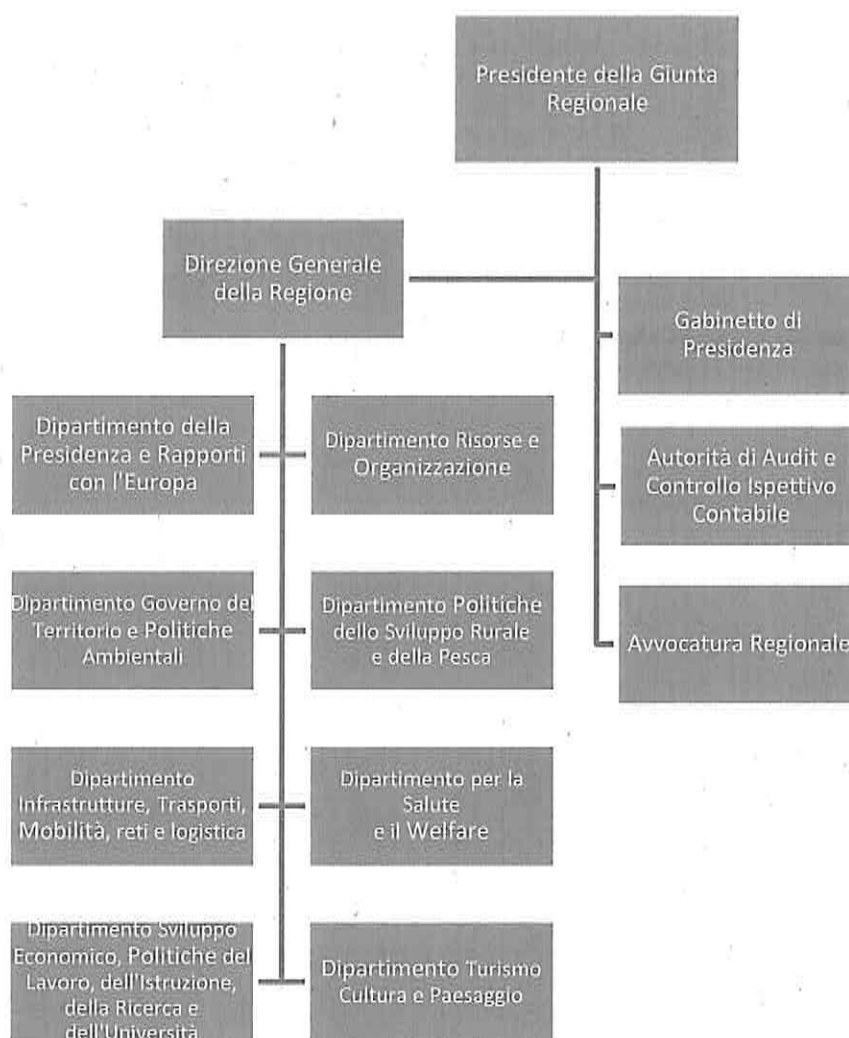 Presidente della Giunta
Regionale
Direzione Generale
della Regione
Gabinetto di
Presidenza
Dipartimento della
Presidenza e Rapporti
con l'Europa
Dipartimento Risorse e
Organizzazione
Autorità di Audit e
Controllo Ispettivo
Contabile
Dipartimento Governo del
Territorio e Politiche
Ambientali
Dipartimento Politiche
dello Sviluppo Rurale
e della Pesca
Avvocatura Regionale
Dipartimento
Infrastrutture, Trasporti,
Mobilità, reti e logistica
Dipartimento per la
Salute
e il Welfare
Dipartimento Sviluppo
Economico, Politiche del
Lavoro, dell'Istruzione,
della Ricerca e
dell'Università
Dipartimento Turismo
Cultura e Paesaggio